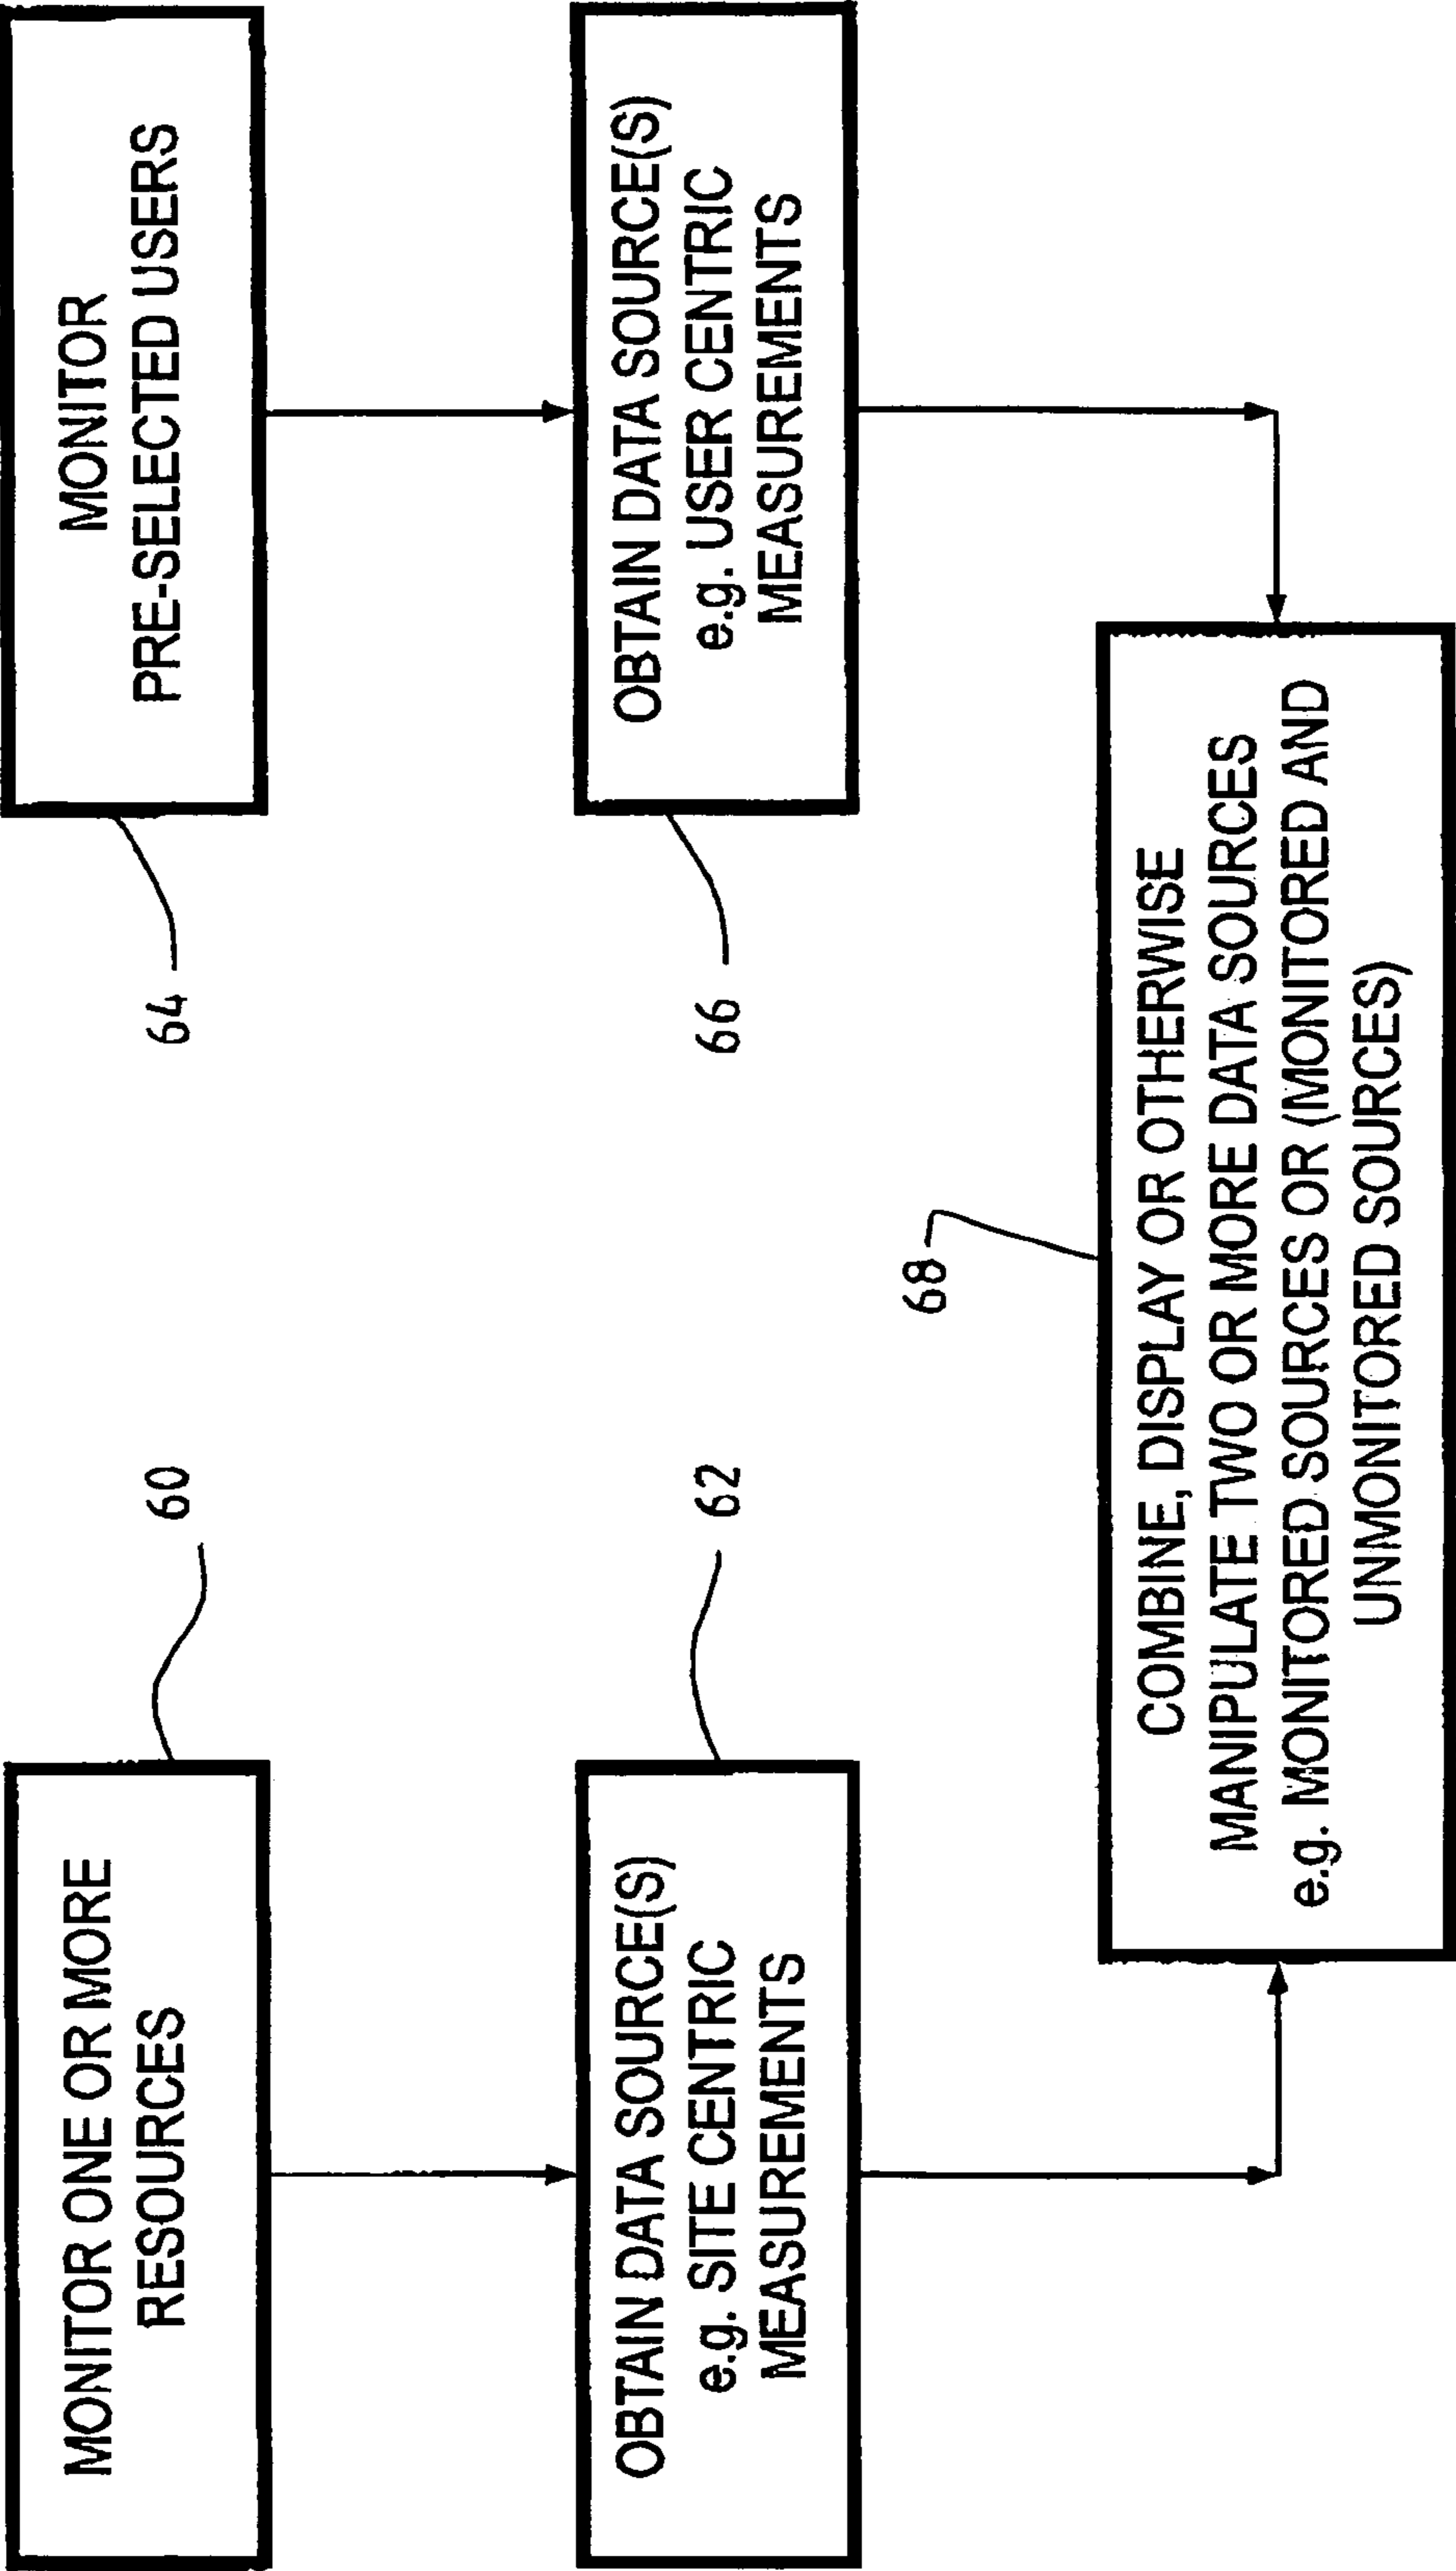 MONITOR ONE OR MORE
RESOURCES
60
MONITOR
PRE-SELECTED USERS
64
OBTAIN DATA SOURCE(S)
e.g. SITE CENTRIC
MEASUREMENTS
62
OBTAIN DATA SOURCE(S)
e.g. USER CENTRIC
MEASUREMENTS
66
68
COMBINE, DISPLAY OR OTHERWISE
MANIPULATE TWO OR MORE DATA SOURCES
e.g. MONITORED SOURCES OR (MONITORED AND
UNMONITORED SOURCES)